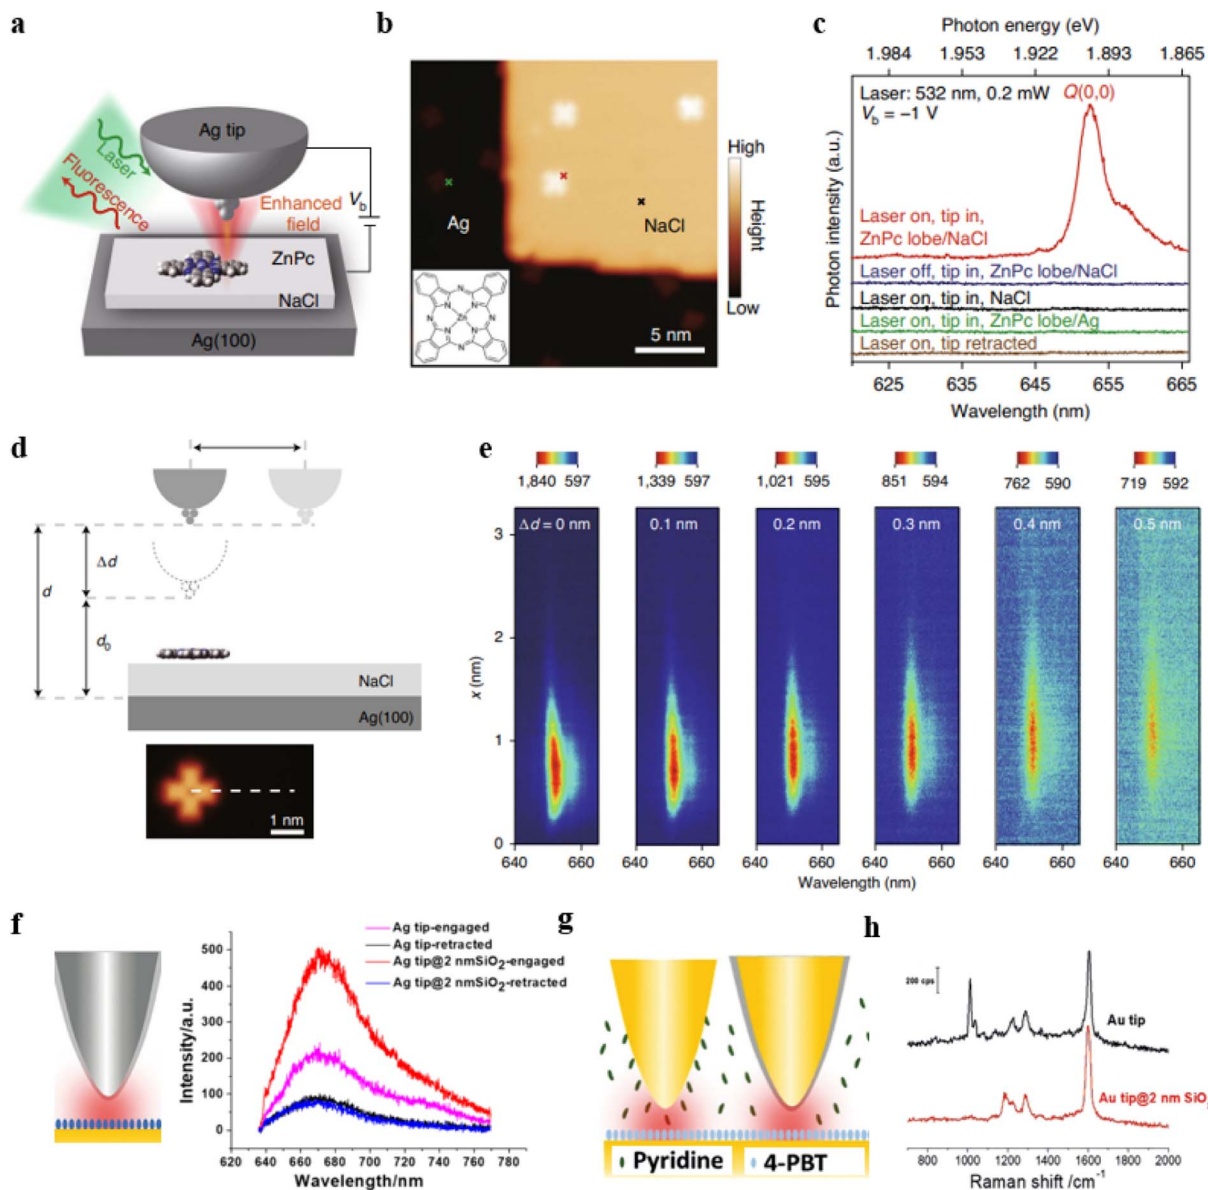 a
Ag tip
Laser
Fluorescence
Enhanced
field
V_b
ZnPc
NaCl
Ag(100)
b
Ag
NaCl
High
Height
Low
5 nm
c
Photon energy (eV)
1.984 1.953 1.922 1.893 1.865
Laser: 532 nm, 0.2 mW Q(0,0)
V_b = –1 V
Laser on, tip in,
ZnPc lobe/NaCl
Laser off, tip in, ZnPc lobe/NaCl
Laser on, tip in, NaCl
Laser on, tip in, ZnPc lobe/Ag
Laser on, tip retracted
Photon intensity (a.u.)
625 635 645 655 665
Wavelength (nm)
d
Δd
d
d_0
NaCl
Ag(100)
1 nm
e
1,840 597 1,339 597 1,021 595 851 594 762 590 719 592
Δd = 0 nm 0.1 nm 0.2 nm 0.3 nm 0.4 nm 0.5 nm
3
2
1
0
x (nm)
640 660 640 660 640 660 640 660 640 660 640 660
Wavelength (nm)
f
Ag tip-engaged
Ag tip-retracted
Ag tip@2 nmSiO2-engaged
Ag tip@2 nmSiO2-retracted
500
400
300
200
100
0
Intensity/a.u.
620 640 660 680 700 720 740 760 780
Wavelength/nm
g
Pyridine 4-PBT
h
200 cps
Au tip
Au tip@2 nm SiO
800 1000 1200 1400 1600 1800 2000
Raman shift /cm⁻¹